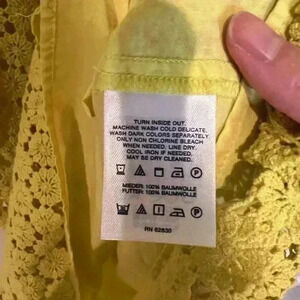 TURN INSIDE OUT.
MACHINE WASH COLD DELICATE.
WASH DARK COLORS SEPARATELY
ONLY NON CHLORINE BLEACH
WHEN NEEDED. LINE DRY.
COOL IRON IF NEEDED.
MAY BE DRY CLEANED.
MIEDER: 100% BAUMWOLLE
FUTTER: 100% BAUMWOLLE
RN 62830